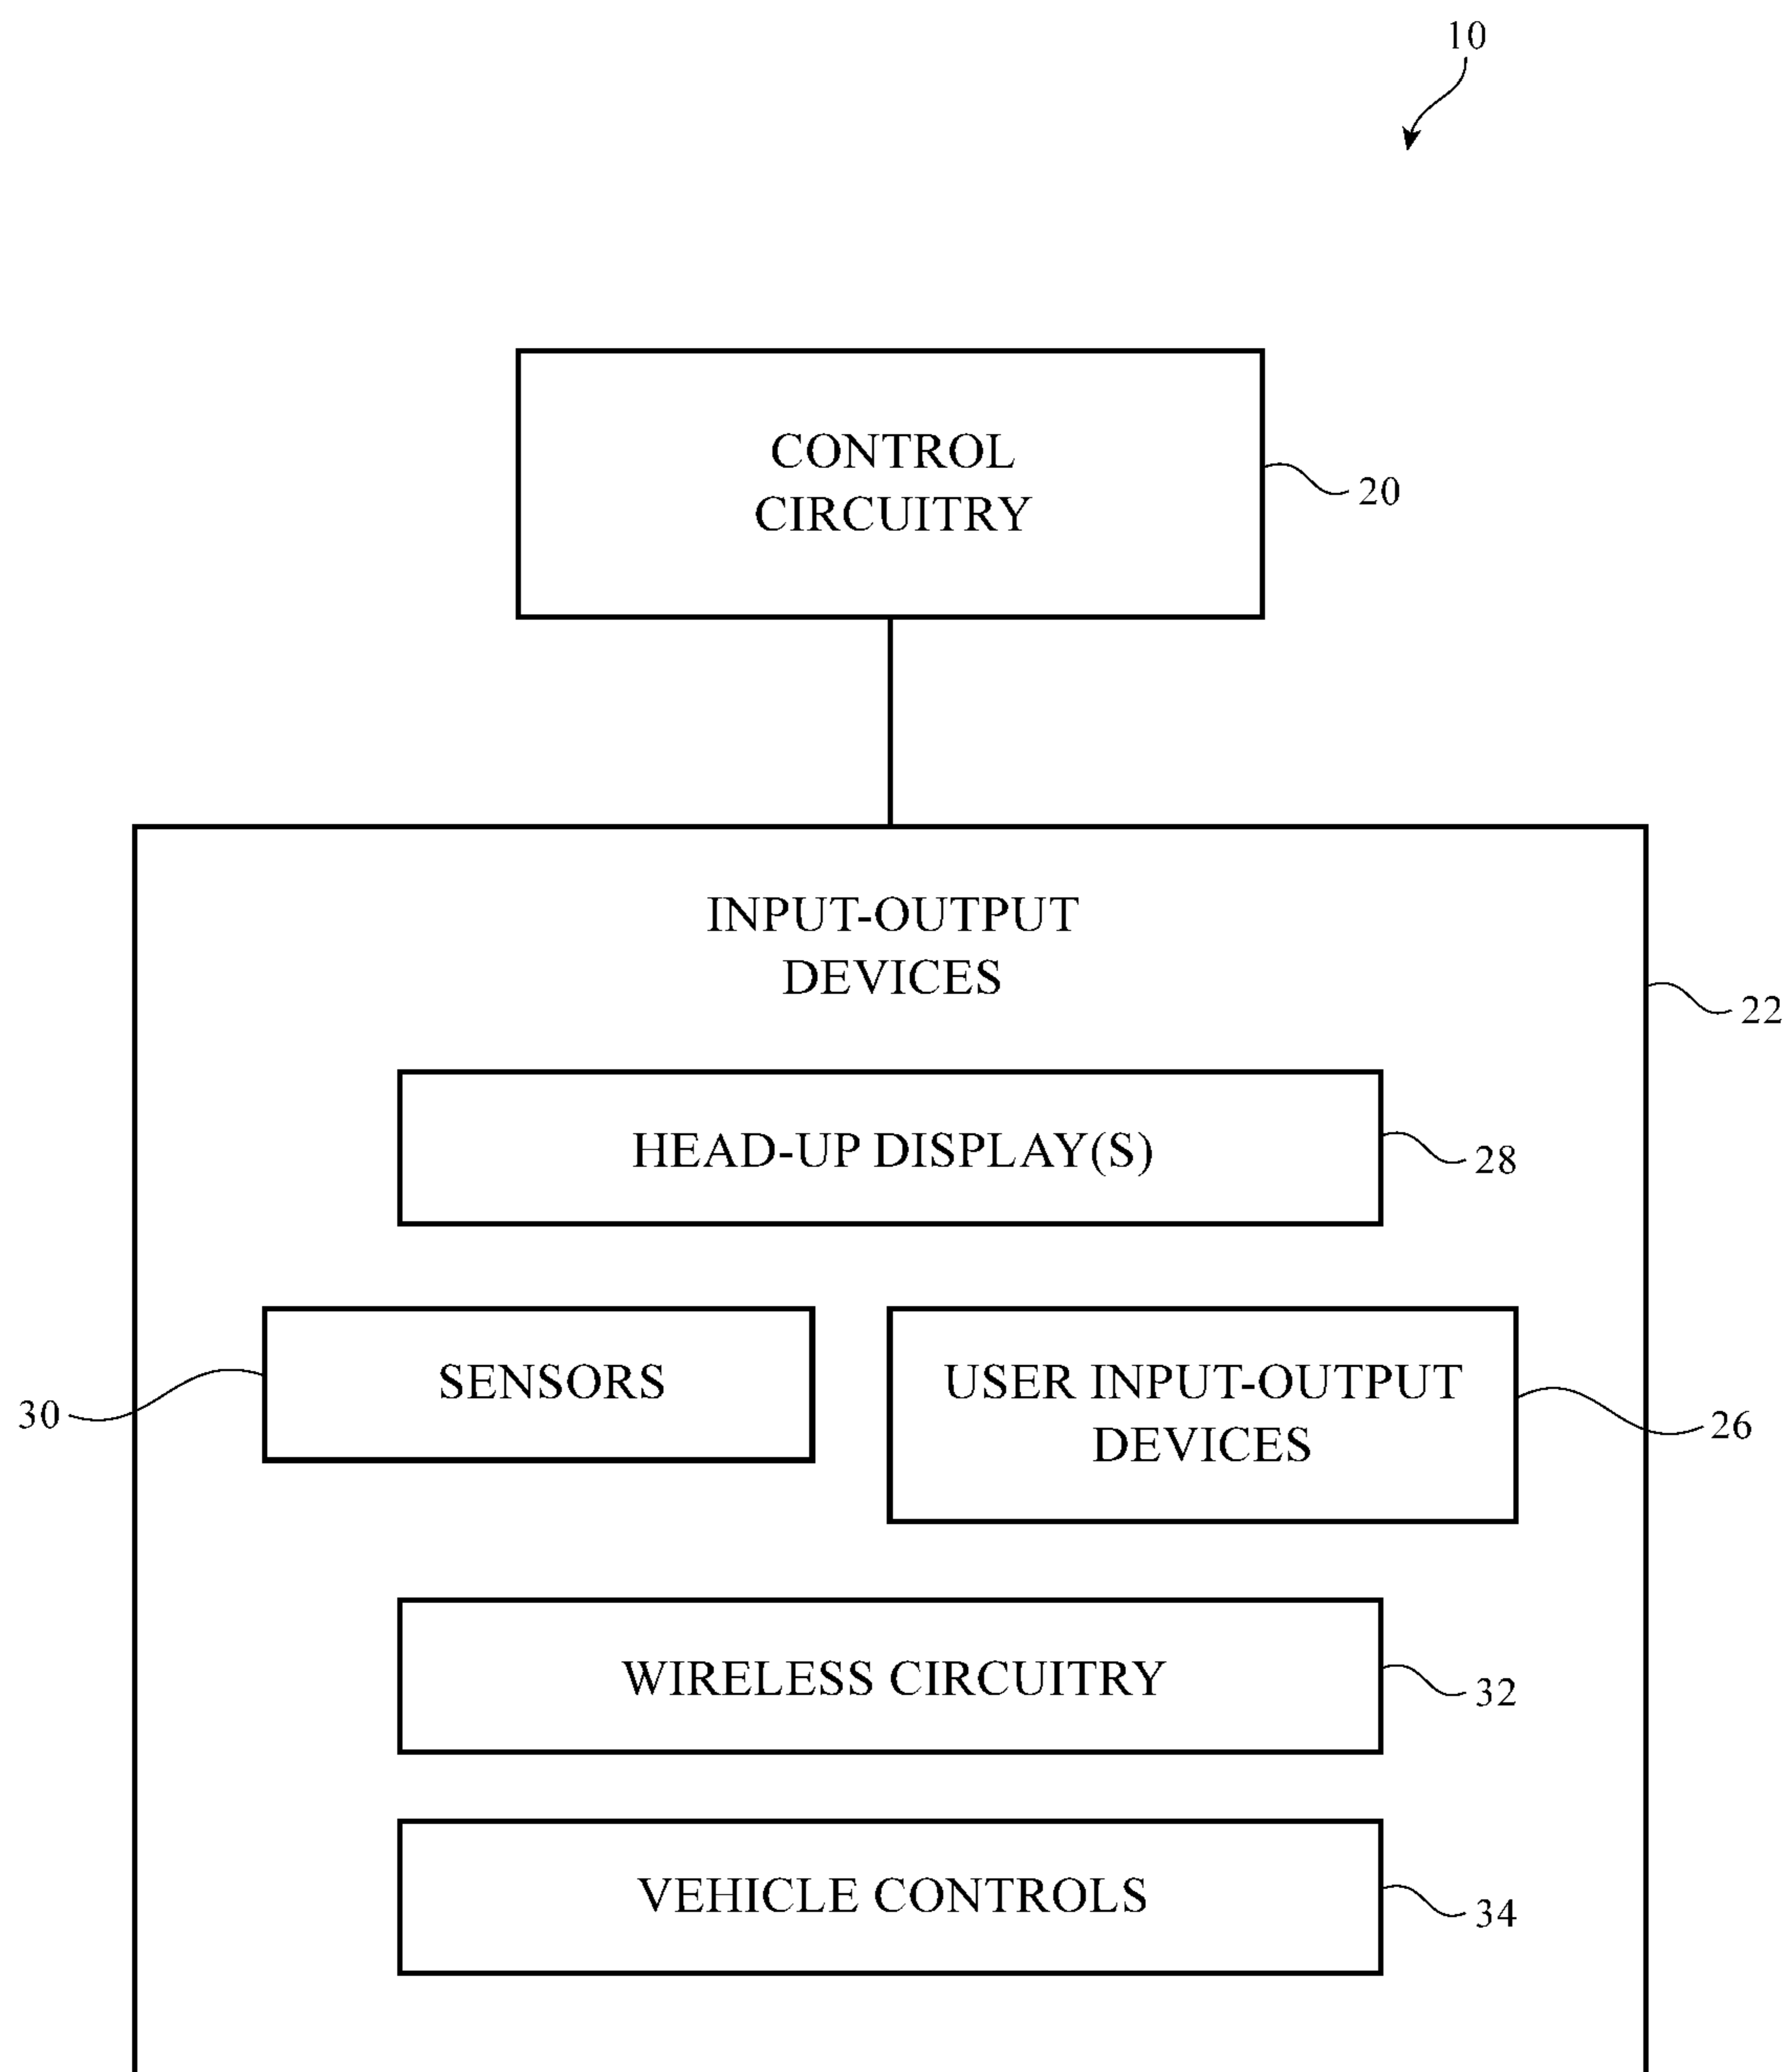 10
CONTROL
CIRCUITRY
20
INPUT-OUTPUT
DEVICES
22
HEAD-UP DISPLAY(S)
28
SENSORS
30
USER INPUT-OUTPUT
DEVICES
26
WIRELESS CIRCUITRY
32
VEHICLE CONTROLS
34